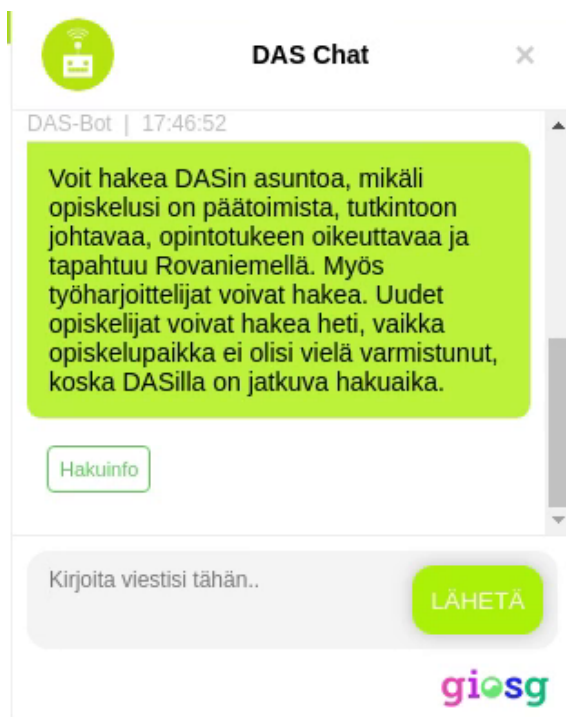 DAS Chat
×
DAS-Bot | 17:46:52
Voit hakea DASin asuntoa, mikäli
opiskelusi on päätoimista, tutkintoon
johtavaa, opintotukeen oikeuttavaa ja
tapahtuu Rovaniemellä. Myös
työharjoittelijat voivat hakea. Uudet
opiskelijat voivat hakea heti, vaikka
opiskelupaikka ei olisi vielä varmistunut,
koska DASilla on jatkuva hakuaika.
Hakuinfo
Kirjoita viestisi tähän..
LÄHETÄ
giosg